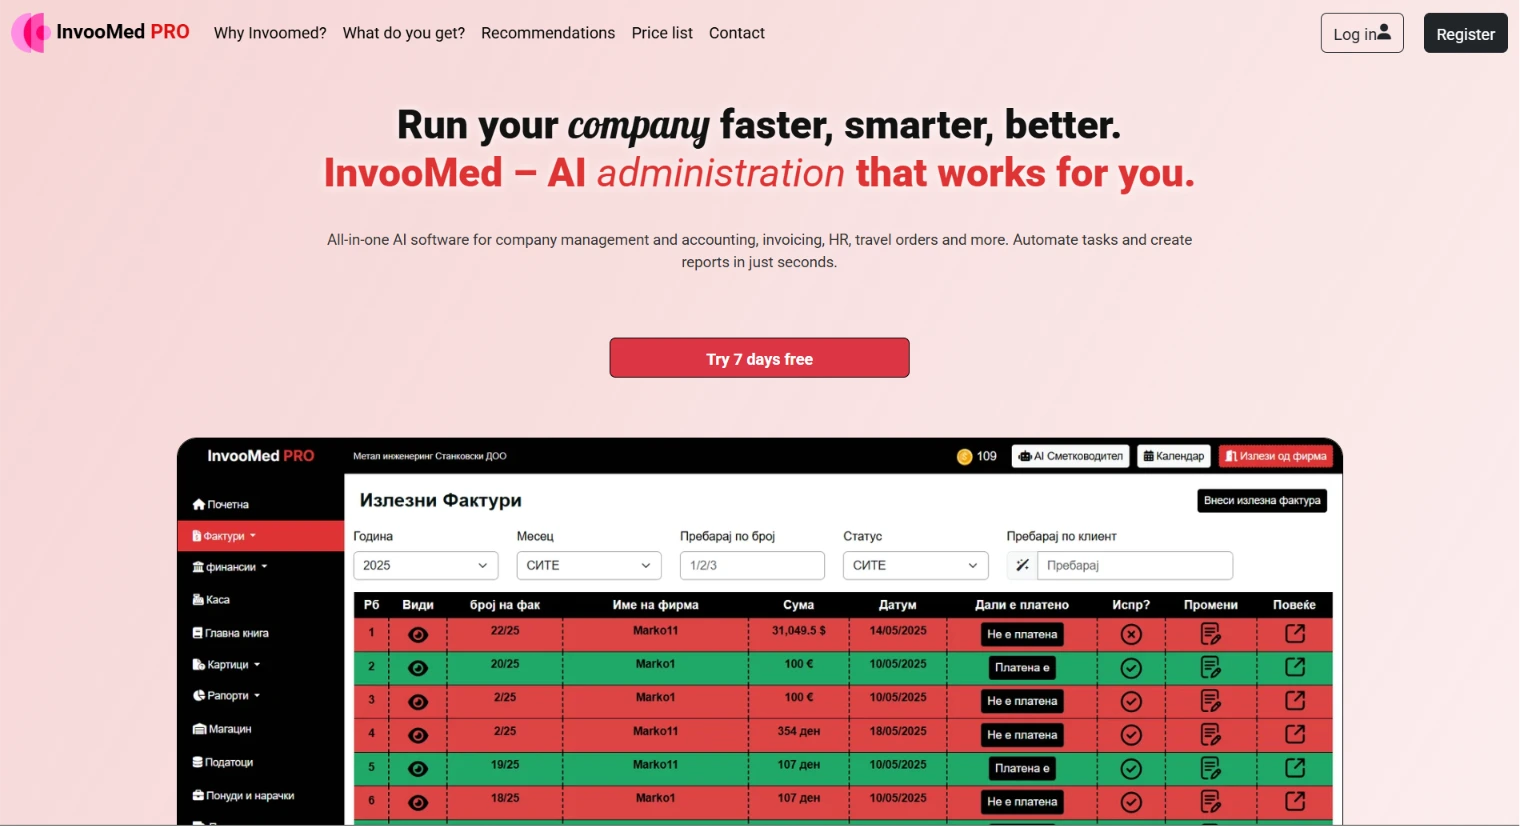 InvooMed PRO Why Invoomed? What do you get? Recommendations Price list Contact Log in Register
Run your company faster, smarter, better.
InvooMed – AI administration that works for you.
All-in-one AI software for company management and accounting, invoicing, HR, travel orders and more. Automate tasks and create
reports in just seconds.
Try 7 days free
InvooMed PRO Метал инженеринг Станковски ДОО 109 AI Сметководител Календар Излези од фирма
Почетна
Фактури
финансии
Каса
Главна книга
Картици
Рапорти
Магацин
Податоци
Понуди и нарачки
Излезни Фактури Внеси излезна фактура
Година Месец Пребарај по број Статус Пребарај по клиент
2025 СИТЕ 1/2/3 СИТЕ Пребарај
Рб Види број на фак Име на фирма Сума Датум Дали е платено Испр? Промени Повеќе
1 22/25 Marko11 31,049.5 $ 14/05/2025 Не е платена
2 20/25 Marko1 100 € 10/05/2025 Платена е
3 2/25 Marko1 100 € 10/05/2025 Не е платена
4 2/25 Marko11 354 ден 18/05/2025 Не е платена
5 19/25 Marko11 107 ден 10/05/2025 Платена е
6 18/25 Marko1 107 ден 10/05/2025 Не е платена